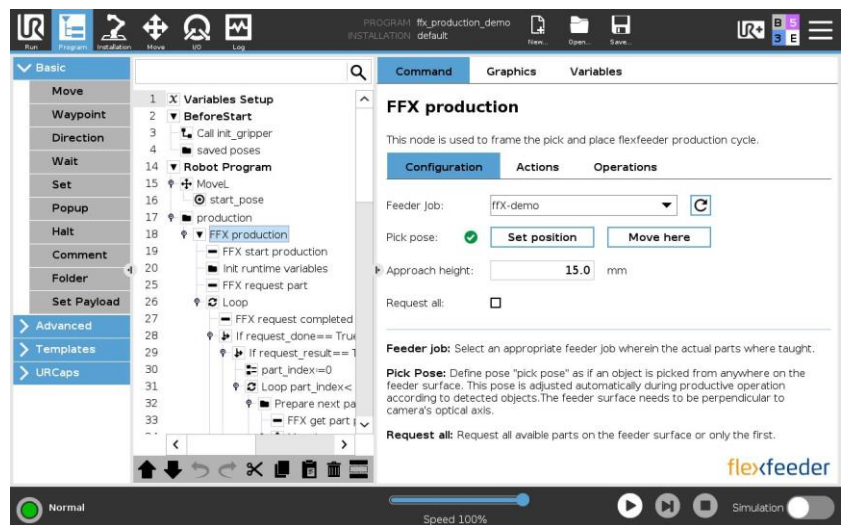 PROGRAM ffx_production_demo
INSTALLATION default
Run Program Installation Move I/O Log New... Open... Save...
UR+ B 5 3 E
Basic
Move
Waypoint
Direction
Wait
Set
Popup
Halt
Comment
Folder
Set Payload
Advanced
Templates
URCaps
1 X Variables Setup
2 BeforeStart
3 Call init_gripper
4 saved poses
14 Robot Program
15 MoveL
16 start_pose
17 production
18 FFX production
19 FFX start production
20 Init runtime variables
25 FFX request part
26 Loop
27 FFX request completed
28 If request_done== True
29 If request_result==
30 part_index:=0
31 Loop part_index<
32 Prepare next pa
33 FFX get part
Command Graphics Variables
FFX production
This node is used to frame the pick and place flexfeeder production cycle.
Configuration Actions Operations
Feeder Job: ffX-demo
Pick pose: Set position Move here
Approach height: 15.0 mm
Request all:
Feeder job: Select an appropriate feeder job wherein the actual parts where taught.
Pick Pose: Define pose "pick pose" as if an object is picked from anywhere on the
feeder surface. This pose is adjusted automatically during productive operation
according to detected objects.The feeder surface needs to be perpendicular to
camera's optical axis.
Request all: Request all avaible parts on the feeder surface or only the first.
flexfeeder
Normal
Speed 100%
Simulation